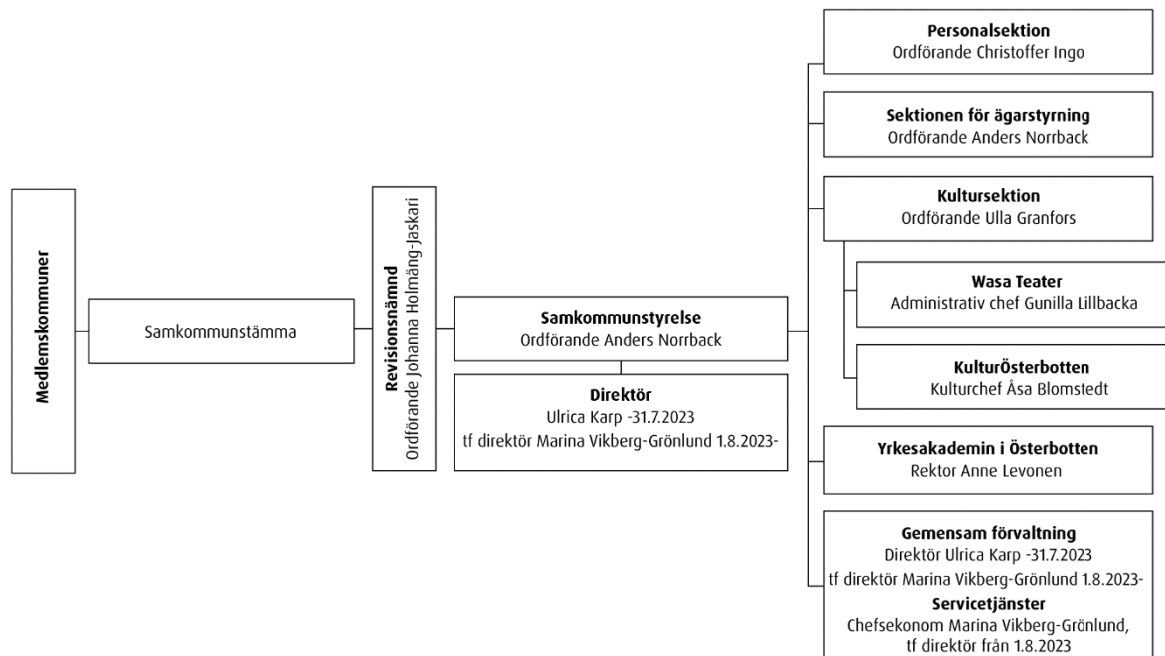 Medlemskommuner
Samkommunstämma
Revisionsnämnd
Ordförande Johanna Holmäng-Jaskari
Samkommunstyrelse
Ordförande Anders Norrback
Direktör
Ulrica Karp -31.7.2023
tf direktör Marina Vikberg-Grönlund 1.8.2023-
Personalsektion
Ordförande Christoffer Ingo
Sektionen för ägarstyrning
Ordförande Anders Norrback
Kultursektion
Ordförande Ulla Granfors
Wasa Teater
Administrativ chef Gunilla Lillbacka
KulturÖsterbotten
Kulturchef Åsa Blomstedt
Yrkesakademin i Österbotten
Rektor Anne Levonen
Gemensam förvaltning
Direktör Ulrica Karp -31.7.2023
tf direktör Marina Vikberg-Grönlund 1.8.2023-
Servicetjänster
Chefsekonom Marina Vikberg-Grönlund,
tf direktör från 1.8.2023